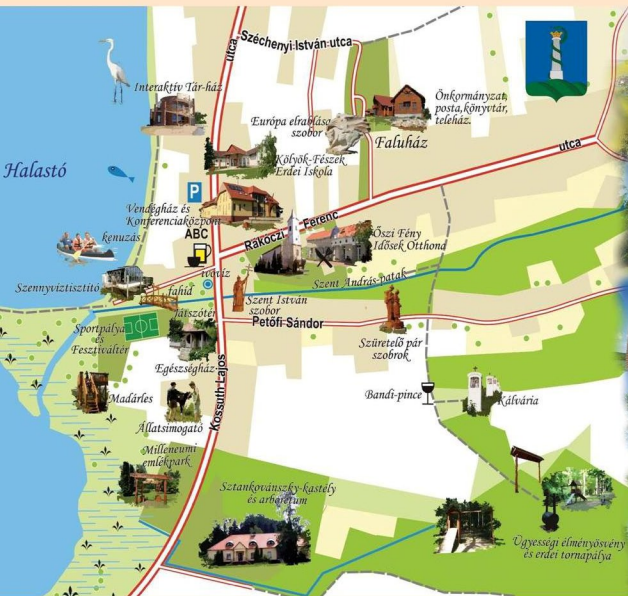 utca
Széchenyi István utca
Interaktív Tár-ház
Európa elrablása
szobor
Önkormányzat,
posta, könyvtár,
teleház.
Faluház
utca
Kölyök-Fészek
Erdei Iskola
Halastó
P
Vendégház és
Konferenciaközpont
ABC
Rákóczi Ferenc
Őszi Fény
Idősek Otthona
kenuzás
ivóvíz
Szennyvíztisztító
fahíd
Szent András-patak
Szent István
szobor
játszótér
Petőfi Sándor
Sportpálya
és
Fesztiváltér
Szüretelő pár
szobrok
Egészségház
Kossuth Lajos
Madárles
Bandi-pince
Kálvária
Állatsimogató
Milleneumi
emlékpark
Sztankovánszky-kastély
és arborétum
Ügyességi élményösvény
és erdei tornapálya